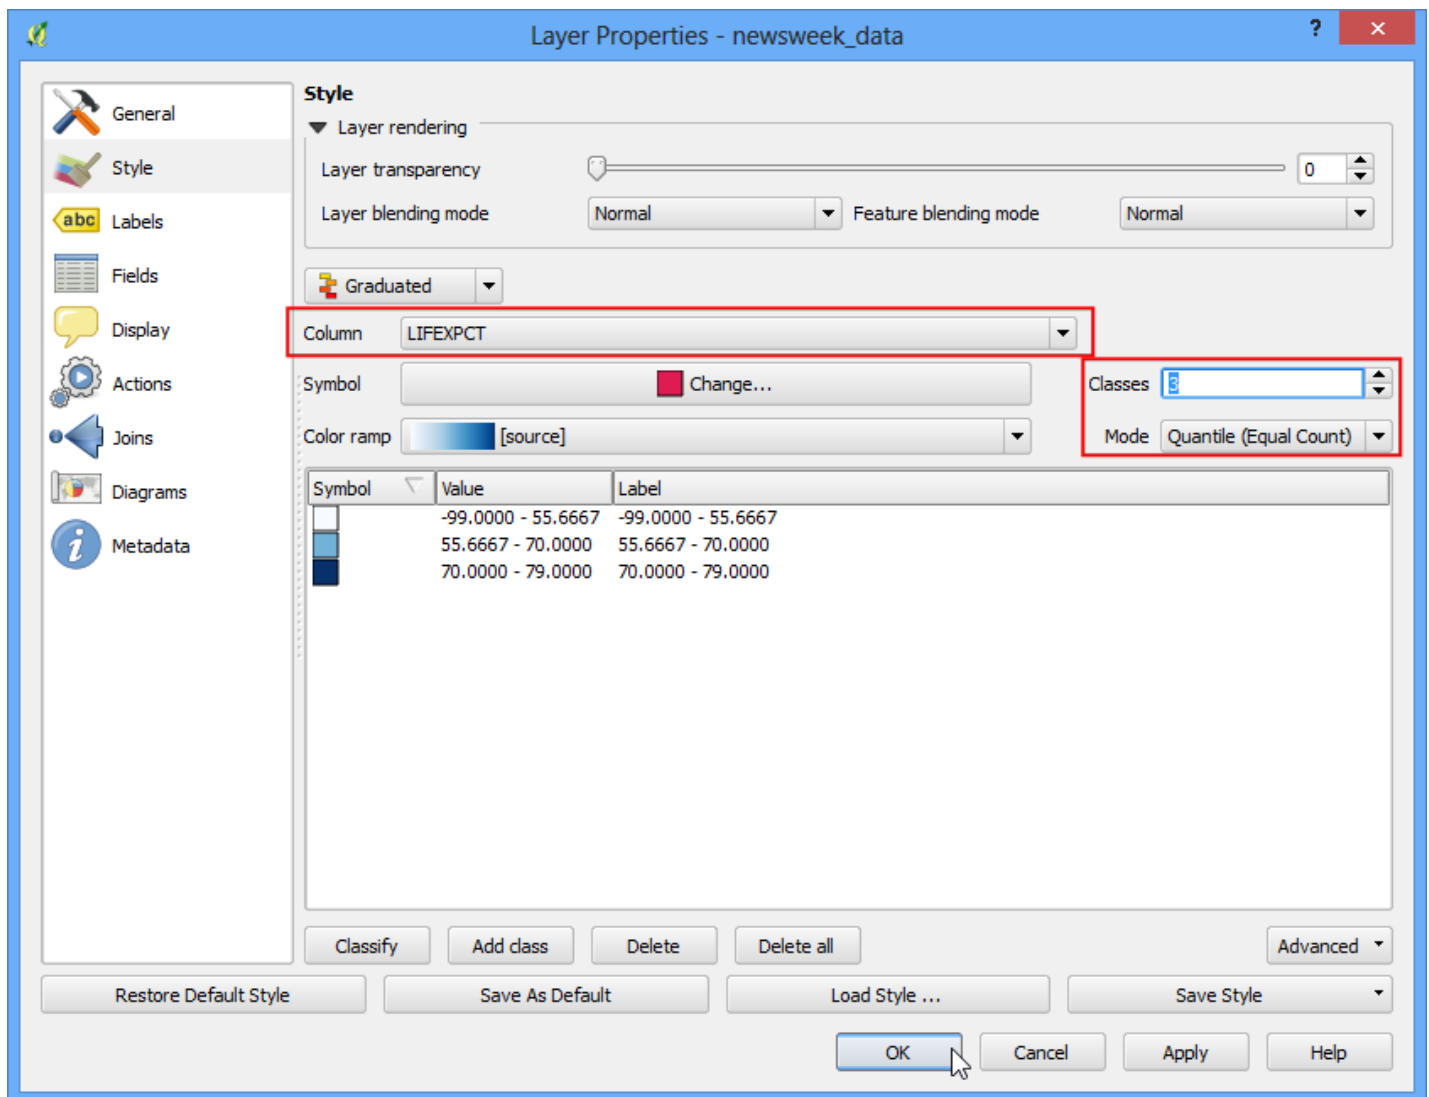 Layer Properties - newsweek_data
?
General
Style
abc
Labels
Fields
Display
Actions
Joins
Diagrams
Metadata
Style
Layer rendering
Layer transparency 0
Layer blending mode Normal Feature blending mode Normal
Graduated
Column LIFEXPCT
Symbol Change... Classes 3
Color ramp [source] Mode Quantile (Equal Count)
Symbol Value Label
-99.0000 - 55.6667 -99.0000 - 55.6667
55.6667 - 70.0000 55.6667 - 70.0000
70.0000 - 79.0000 70.0000 - 79.0000
Classify Add class Delete Delete all Advanced
Restore Default Style Save As Default Load Style ... Save Style
OK Cancel Apply Help